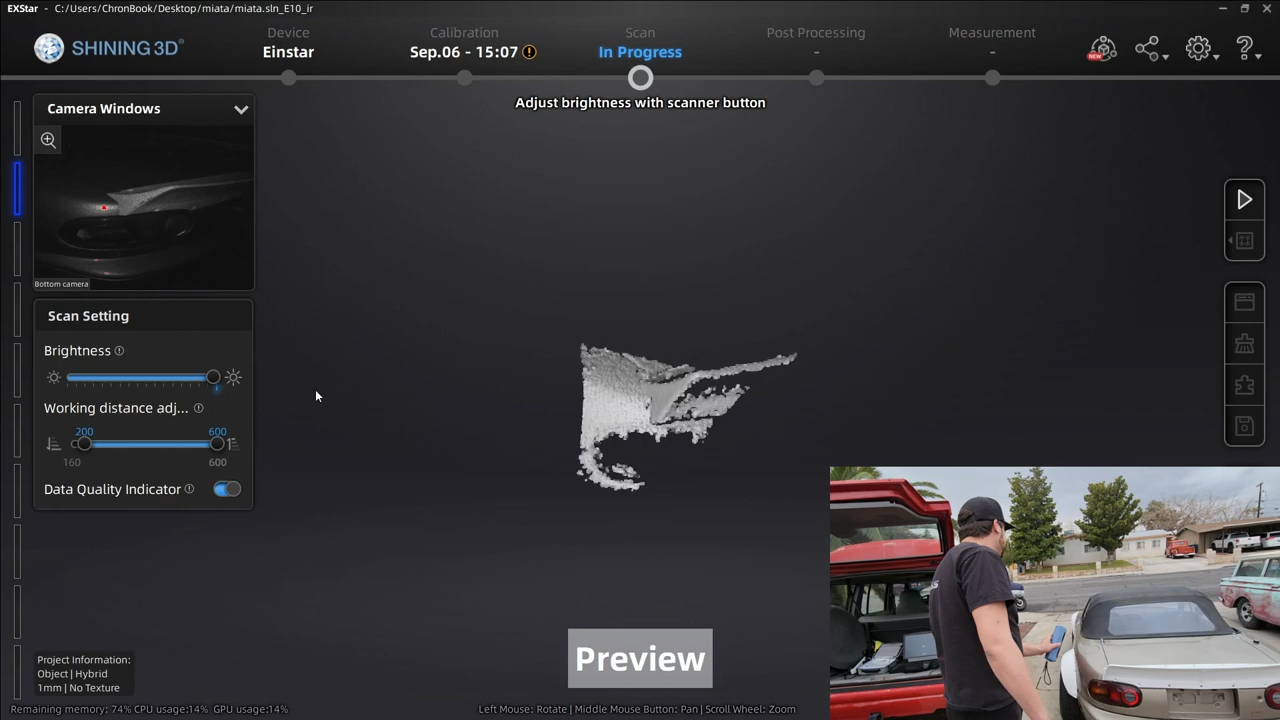 EXStar - C:/Users/ChronBook/Desktop/miata/miata.sln_E10_ir
SHINING 3D®
Device
Einstar
Calibration
Sep.06 - 15:07
Scan
In Progress
Post Processing
-
Measurement
-
NEW
Adjust brightness with scanner button
Camera Windows
Bottom camera
Scan Setting
Brightness
Working distance adj...
200
600
160
600
Data Quality Indicator
Preview
Project Information:
Object | Hybrid
1mm | No Texture
Remaining memory: 74% CPU usage:14% GPU usage:14%
Left Mouse: Rotate | Middle Mouse Button: Pan | Scroll Wheel: Zoom